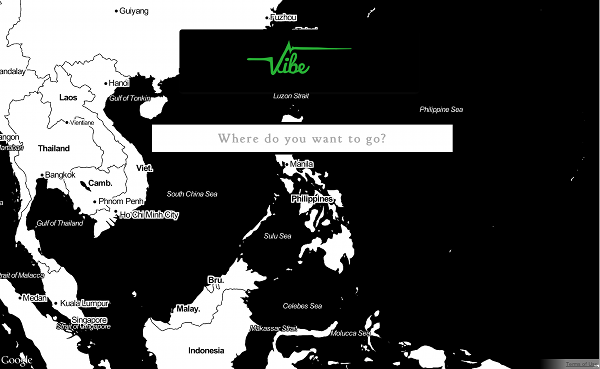 Guiyang
Fuzhou
Vibe
Hanoi
Laos
Gulf of Tonkin
Luzon Strait
Philippine Sea
Vientiane
Where do you want to go?
Thailand
Manila
Viet.
Bangkok
Camb.
South China Sea
Phnom Penh
Philippines
Ho Chi Minh City
Gulf of Thailand
Sulu Sea
Strait of Malacca
Bru.
Medan
Kuala Lumpur
Celebes Sea
Malay.
Singapore
Strait of Singapore
Makassar Strait
Molucca Sea
Indonesia
Google
Terms of Use